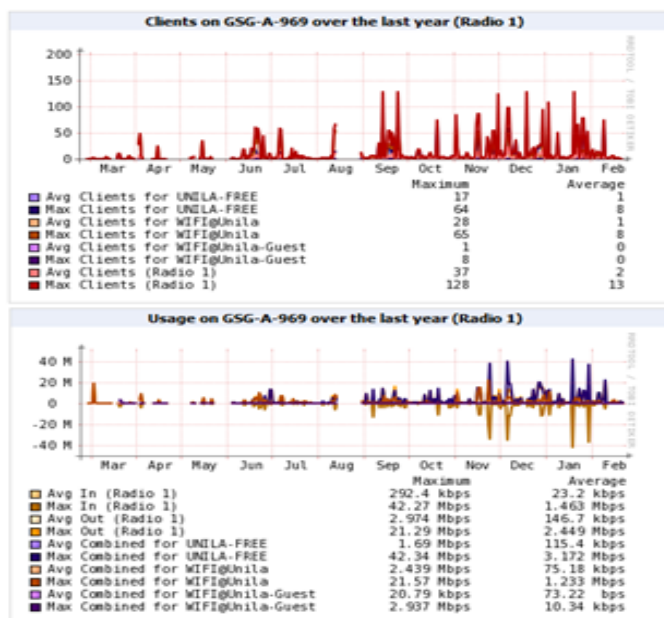 Clients on GSG-A-969 over the last year (Radio 1)
200
150
100
50
0
Mar Apr May Jun Jul Aug Sep Oct Nov Dec Jan Feb
RRDTOOL / TOBI OETIKER
Maximum Average
Avg Clients for UNILA-FREE 17 1
Max Clients for UNILA-FREE 64 8
Avg Clients for WIFI@Unila 28 1
Max Clients for WIFI@Unila 65 8
Avg Clients for WIFI@Unila-Guest 1 0
Max Clients for WIFI@Unila-Guest 8 0
Avg Clients (Radio 1) 37 2
Max Clients (Radio 1) 128 13
Usage on GSG-A-969 over the last year (Radio 1)
40 M
20 M
0
-20 M
-40 M
Mar Apr May Jun Jul Aug Sep Oct Nov Dec Jan Feb
RRDTOOL / TOBI OETIKER
Maximum Average
Avg In (Radio 1) 292.4 kbps 23.2 kbps
Max In (Radio 1) 42.27 Mbps 1.463 Mbps
Avg Out (Radio 1) 2.974 Mbps 146.7 kbps
Max Out (Radio 1) 21.29 Mbps 2.449 Mbps
Avg Combined for UNILA-FREE 1.69 Mbps 115.4 kbps
Max Combined for UNILA-FREE 42.34 Mbps 3.172 Mbps
Avg Combined for WIFI@Unila 2.439 Mbps 75.18 kbps
Max Combined for WIFI@Unila 21.57 Mbps 1.233 Mbps
Avg Combined for WIFI@Unila-Guest 20.79 kbps 73.22 bps
Max Combined for WIFI@Unila-Guest 2.937 Mbps 10.34 kbps